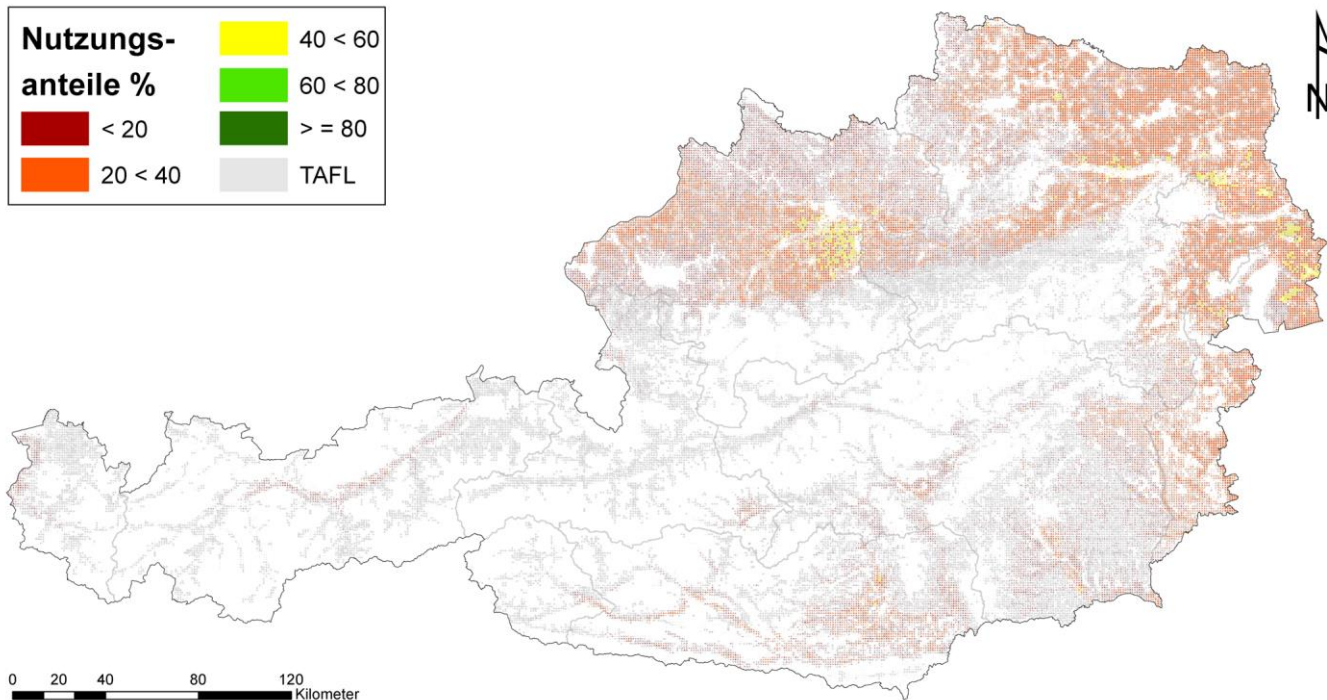 Nutzungs-
anteile %
< 20
20 < 40
40 < 60
60 < 80
> = 80
TAFL
N
0 20 40 80 120
Kilometer